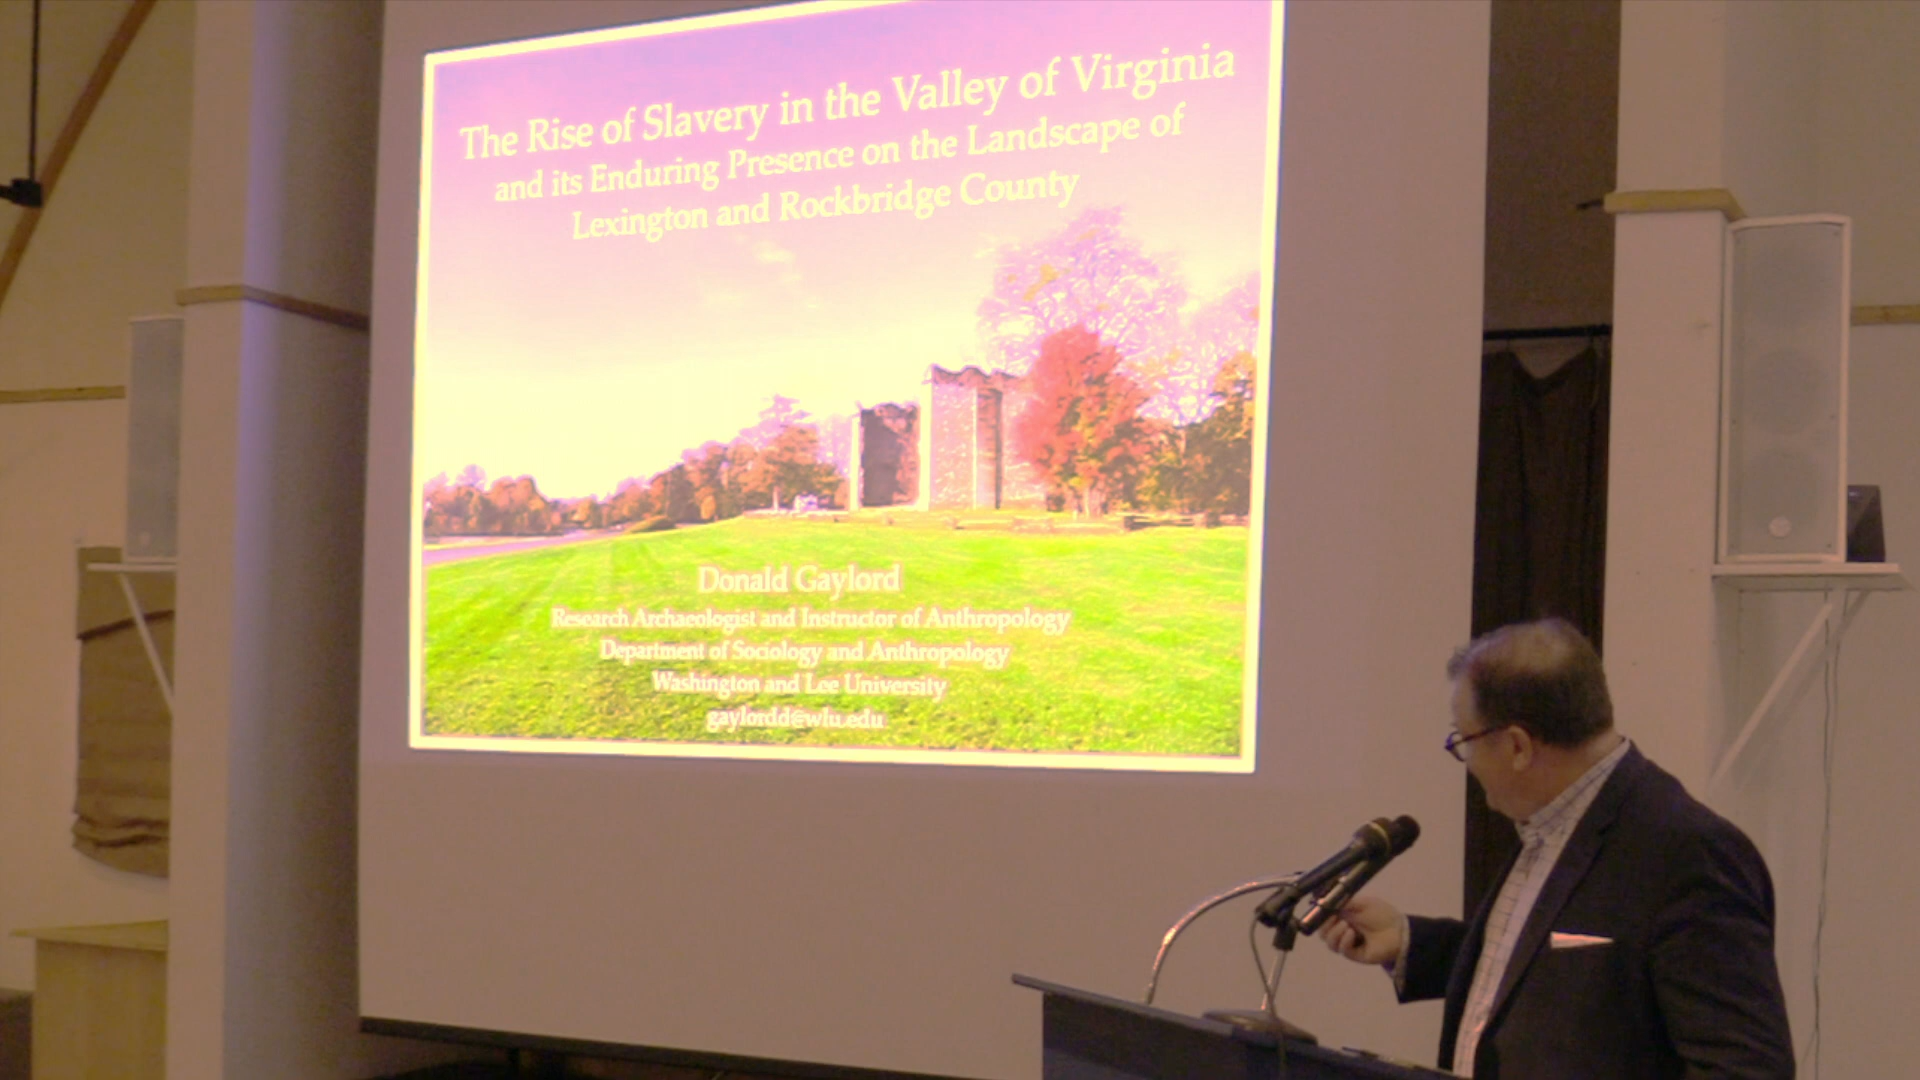 The Rise of Slavery in the Valley of Virginia
and its Enduring Presence on the Landscape of
Lexington and Rockbridge County
Donald Gaylord
Research Archaeologist and Instructor of Anthropology
Department of Sociology and Anthropology
Washington and Lee University
gaylordd@wlu.edu